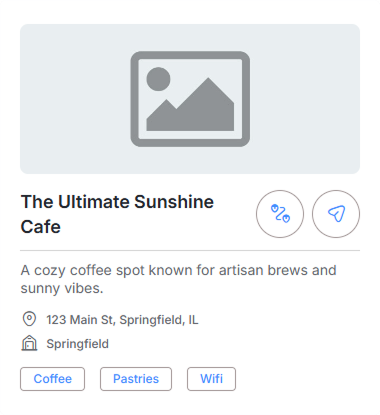 The Ultimate Sunshine
Cafe
A cozy coffee spot known for artisan brews and
sunny vibes.
123 Main St, Springfield, IL
Springfield
Coffee Pastries Wifi